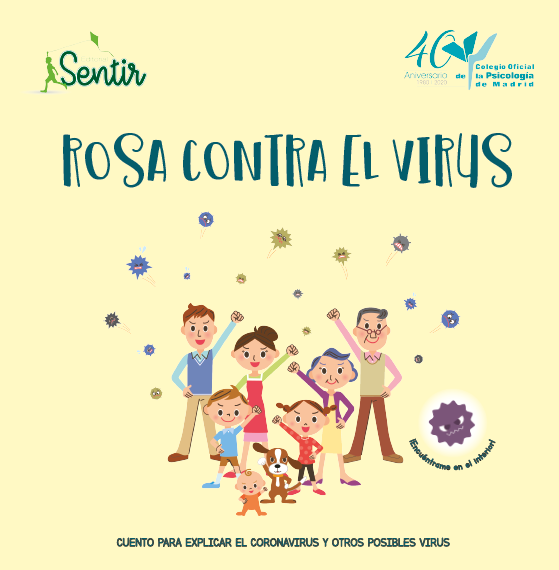 Sentir
40
Aniversario
Colegio Oficial
de la Psicología
de Madrid
ROSA CONTRA EL VIRUS
¡Encuéntrame en el interior!
CUENTO PARA EXPLICAR EL CORONAVIRUS Y OTROS POSIBLES VIRUS